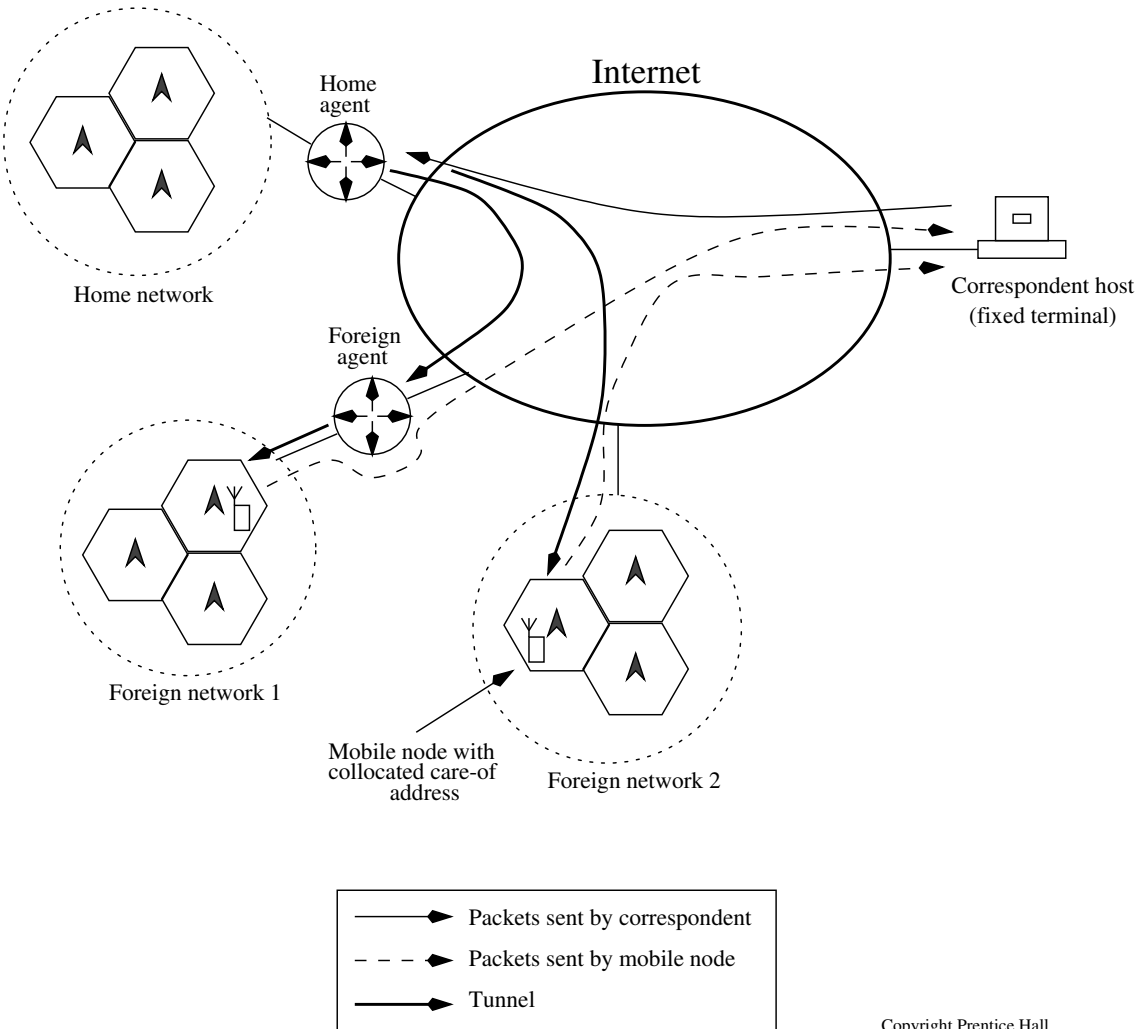 Internet
Home
agent
Home network
Correspondent host
(fixed terminal)
Foreign
agent
Foreign network 1
Mobile node with
collocated care-of
address
Foreign network 2
Packets sent by correspondent
Packets sent by mobile node
Tunnel
Copyright Prentice Hall